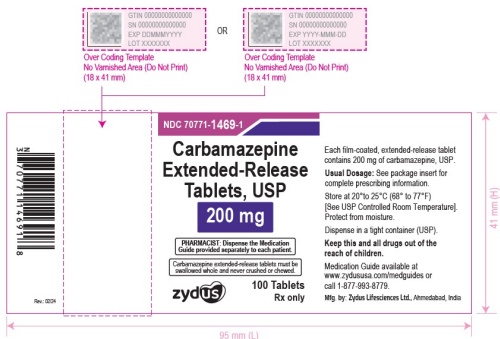 GTIN 00000000000000
SN 00000000000000
EXP DDMMMYYYY
LOT XXXXXXX
OR
GTIN 00000000000000
SN 00000000000000
EXP YYYY-MMM-DD
LOT XXXXXXX
Over Coding Template
No Varnished Area (Do Not Print)
(18 x 41 mm)
Over Coding Template
No Varnished Area (Do Not Print)
(18 x 41 mm)
N
3 70771 14691 8
Rev.: 02/24
NDC 70771-1469-1
Carbamazepine
Extended-Release
Tablets, USP
200 mg
PHARMACIST: Dispense the Medication
Guide provided separately to each patient.
Carbamazepine extended-release tablets must be
swallowed whole and never crushed or chewed.
zydus
100 Tablets
Rx only
Each film-coated, extended-release tablet
contains 200 mg of carbamazepine, USP.
Usual Dosage: See package insert for
complete prescribing information.
Store at 20°to 25°C (68° to 77°F)
[See USP Controlled Room Temperature].
Protect from moisture.
Dispense in a tight container (USP).
Keep this and all drugs out of the
reach of children.
Medication Guide available at
www.zydususa.com/medguides or
call 1-877-993-8779.
Mfg. by: Zydus Lifesciences Ltd., Ahmedabad, India
41 mm (H)
95 mm (L)